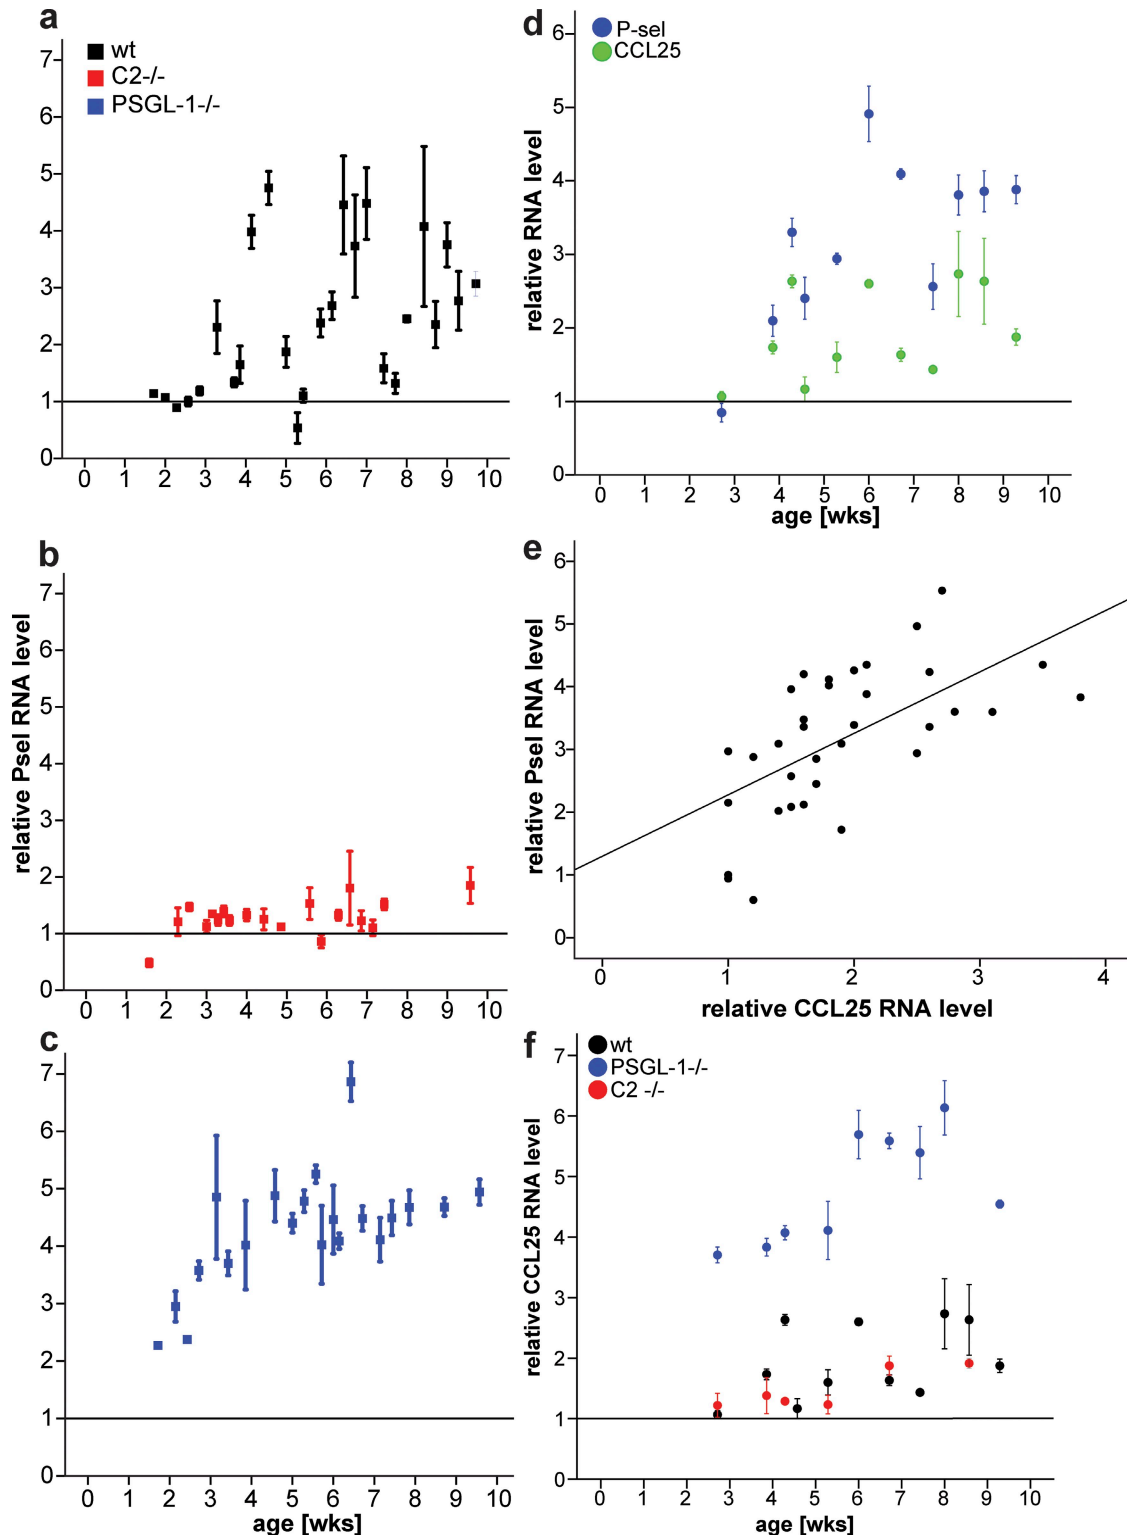 a
wt
C2-/-
PSGL-1-/-
7
6
5
4
3
2
1
0
0 1 2 3 4 5 6 7 8 9 10
d
P-sel
CCL25
relative RNA level
6
5
4
3
2
1
0
0 1 2 3 4 5 6 7 8 9 10
age [wks]
b
relative Psel RNA level
7
6
5
4
3
2
1
0
0 1 2 3 4 5 6 7 8 9 10
e
relative Psel RNA level
6
5
4
3
2
1
0
0 1 2 3 4
relative CCL25 RNA level
c
7
6
5
4
3
2
1
0
0 1 2 3 4 5 6 7 8 9 10
age [wks]
f
wt
PSGL-1-/-
C2 -/-
relative CCL25 RNA level
7
6
5
4
3
2
1
0
0 1 2 3 4 5 6 7 8 9 10
age [wks]